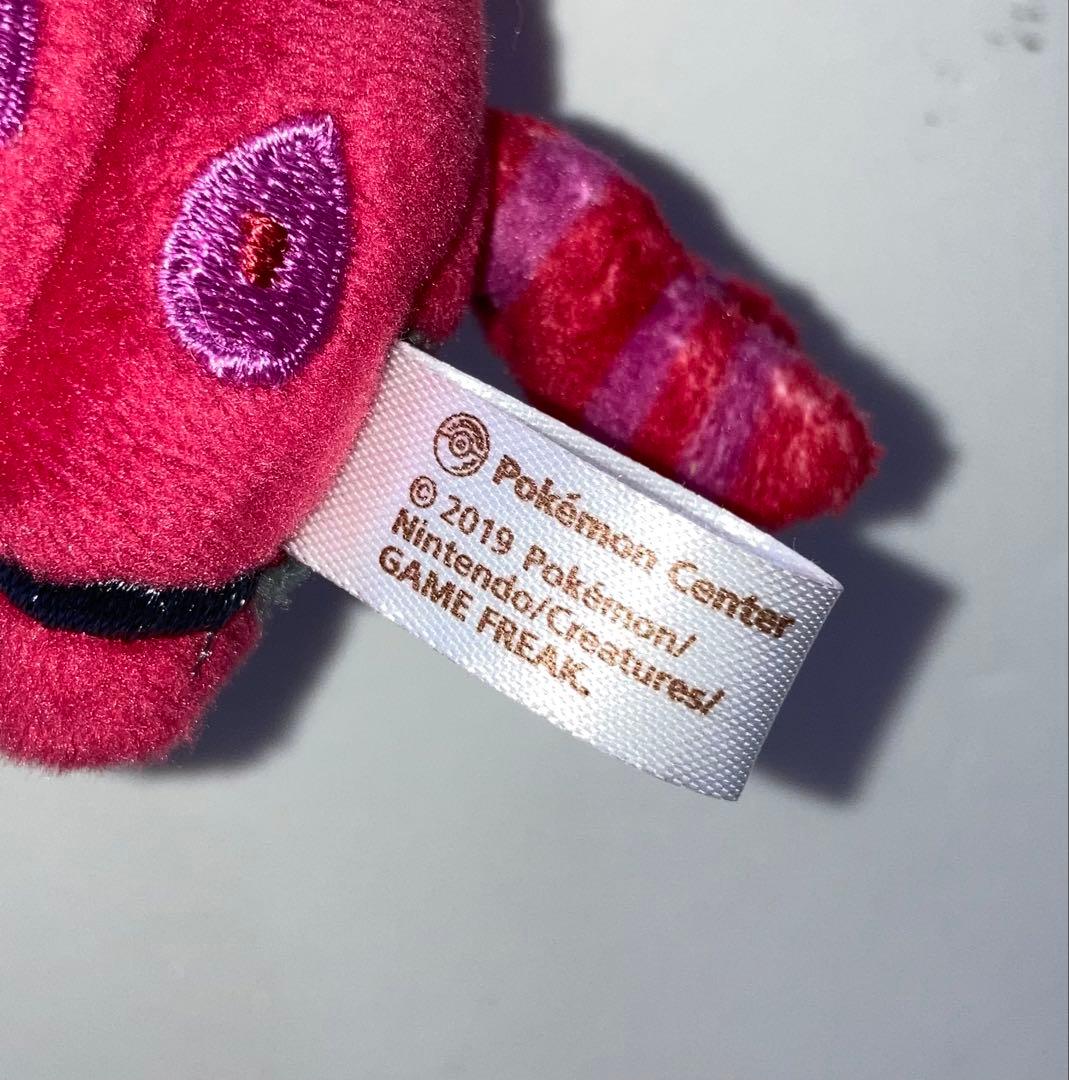 Pokémon Center
© 2019 Pokémon/
Nintendo/Creatures/
GAME FREAK.